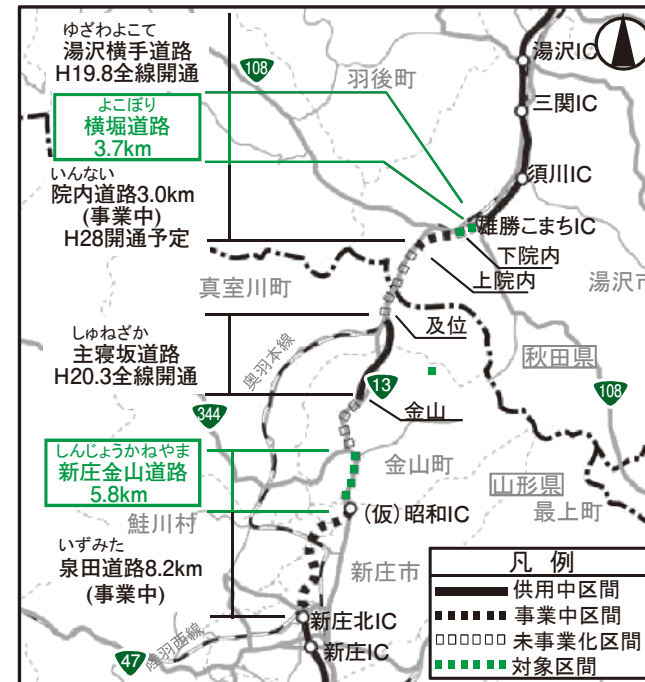 ゆざわよこて
湯沢横手道路
H19.8全線開通
よこぼり
横堀道路
3.7km
いんない
院内道路3.0km
(事業中)
H28開通予定
しゅねざか
主寝坂道路
H20.3全線開通
しんじょうかねやま
新庄金山道路
5.8km
いずみた
泉田道路8.2km
(事業中)
108
羽後町
湯沢IC
三関IC
須川IC
雄勝こまちIC
下院内
上院内
湯沢市
真室川町
及位
奥羽本線
秋田県
13
108
金山
344
金山町
山形県
最上町
(仮)昭和IC
鮭川村
新庄市
新庄北IC
新庄IC
陸羽西線
47
凡例
供用中区間
事業中区間
未事業化区間
対象区間